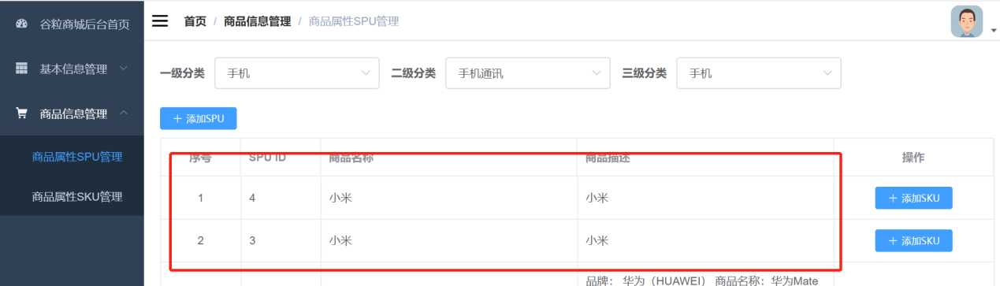 谷粒商城后台首页
首页 / 商品信息管理 / 商品属性SPU管理
基本信息管理
一级分类 手机 二级分类 手机通讯 三级分类 手机
商品信息管理
+ 添加SPU
商品属性SPU管理
序号 SPU ID 商品名称 商品描述 操作
商品属性SKU管理
1 4 小米 小米 + 添加SKU
2 3 小米 小米 + 添加SKU
品牌： 华为（HUAWEI） 商品名称：华为Mate